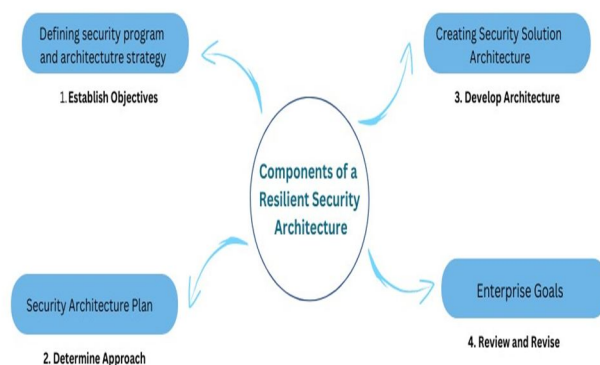 Defining security program
and architectutre strategy
1. Establish Objectives
Creating Security Solution
Architecture
3. Develop Architecture
Components of a
Resilient Security
Architecture
Security Architecture Plan
2. Determine Approach
Enterprise Goals
4. Review and Revise